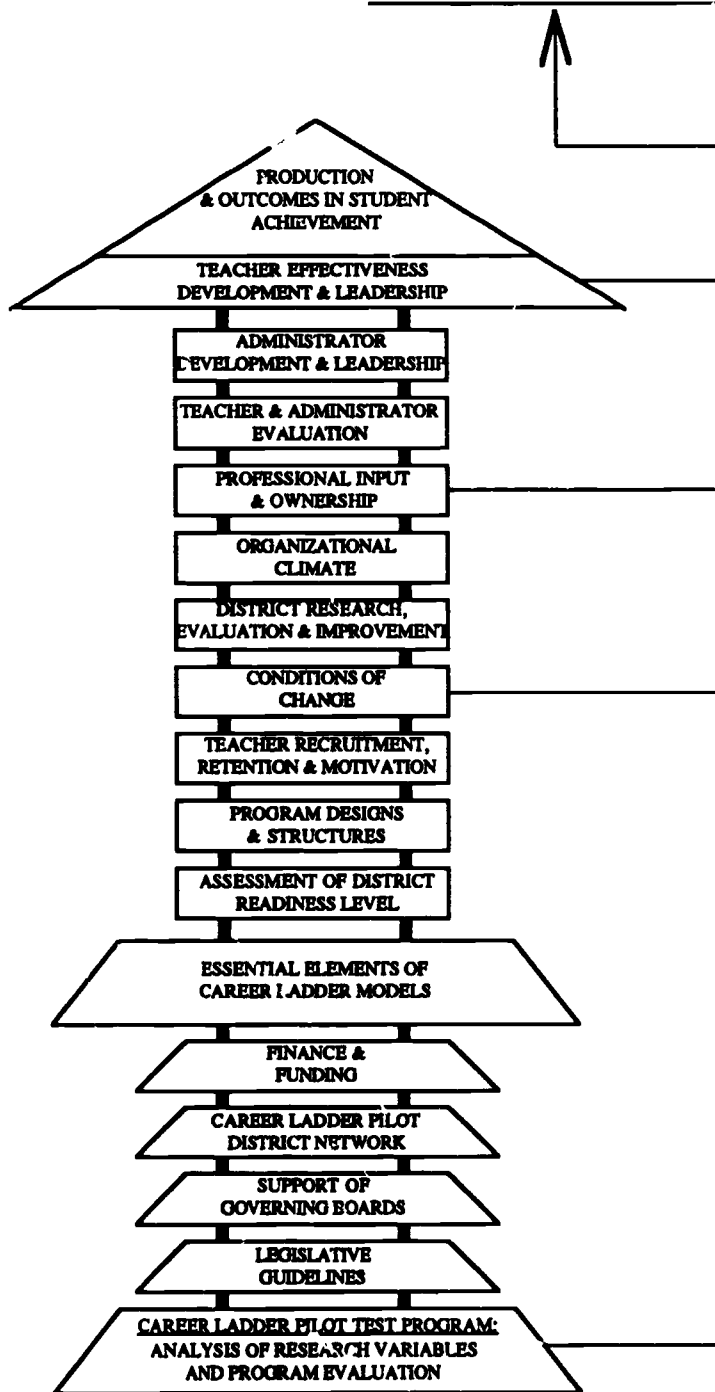 PRODUCTION
& OUTCOMES IN STUDENT
ACHIEVEMENT
TEACHER EFFECTIVENESS
DEVELOPMENT & LEADERSHIP
ADMINISTRATOR
DEVELOPMENT & LEADERSHIP
TEACHER & ADMINISTRATOR
EVALUATION
PROFESSIONAL INPUT
& OWNERSHIP
ORGANIZATIONAL
CLIMATE
DISTRICT RESEARCH,
EVALUATION & IMPROVEMENT
CONDITIONS OF
CHANGE
TEACHER RECRUITMENT,
RETENTION & MOTIVATION
PROGRAM DESIGNS
& STRUCTURES
ASSESSMENT OF DISTRICT
READINESS LEVEL
ESSENTIAL ELEMENTS OF
CAREER LADDER MODELS
FINANCE &
FUNDING
CAREER LADDER PILOT
DISTRICT NETWORK
SUPPORT OF
GOVERNING BOARDS
LEGISLATIVE
GUIDELINES
CAREER LADDER PILOT TEST PROGRAM:
ANALYSIS OF RESEARCH VARIABLES
AND PROGRAM EVALUATION